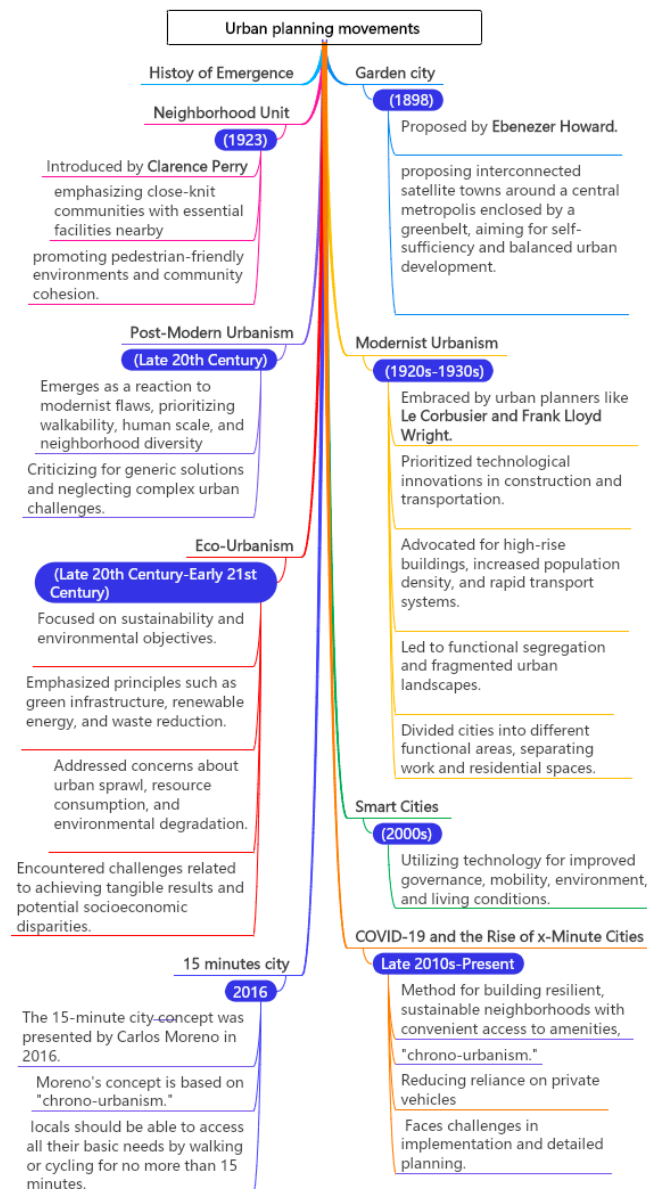 Urban planning movements
Histoy of Emergence
Neighborhood Unit
(1923)
Introduced by Clarence Perry
emphasizing close-knit
communities with essential
facilities nearby
promoting pedestrian-friendly
environments and community
cohesion.
Post-Modern Urbanism
(Late 20th Century)
Emerges as a reaction to
modernist flaws, prioritizing
walkability, human scale, and
neighborhood diversity
Criticizing for generic solutions
and neglecting complex urban
challenges.
Eco-Urbanism
(Late 20th Century-Early 21st
Century)
Focused on sustainability and
environmental objectives.
Emphasized principles such as
green infrastructure, renewable
energy, and waste reduction.
Addressed concerns about
urban sprawl, resource
consumption, and
environmental degradation.
Encountered challenges related
to achieving tangible results and
potential socioeconomic
disparities.
15 minutes city
2016
The 15-minute city concept was
presented by Carlos Moreno in
2016.
Moreno's concept is based on
"chrono-urbanism."
locals should be able to access
all their basic needs by walking
or cycling for no more than 15
minutes.
Garden city
(1898)
Proposed by Ebenezer Howard.
proposing interconnected
satellite towns around a central
metropolis enclosed by a
greenbelt, aiming for self-
sufficiency and balanced urban
development.
Modernist Urbanism
(1920s-1930s)
Embraced by urban planners like
Le Corbusier and Frank Lloyd
Wright.
Prioritized technological
innovations in construction and
transportation.
Advocated for high-rise
buildings, increased population
density, and rapid transport
systems.
Led to functional segregation
and fragmented urban
landscapes.
Divided cities into different
functional areas, separating
work and residential spaces.
Smart Cities
(2000s)
Utilizing technology for improved
governance, mobility, environment,
and living conditions.
COVID-19 and the Rise of x-Minute Cities
Late 2010s-Present
Method for building resilient,
sustainable neighborhoods with
convenient access to amenities,
"chrono-urbanism."
Reducing reliance on private
vehicles
Faces challenges in
implementation and detailed
planning.